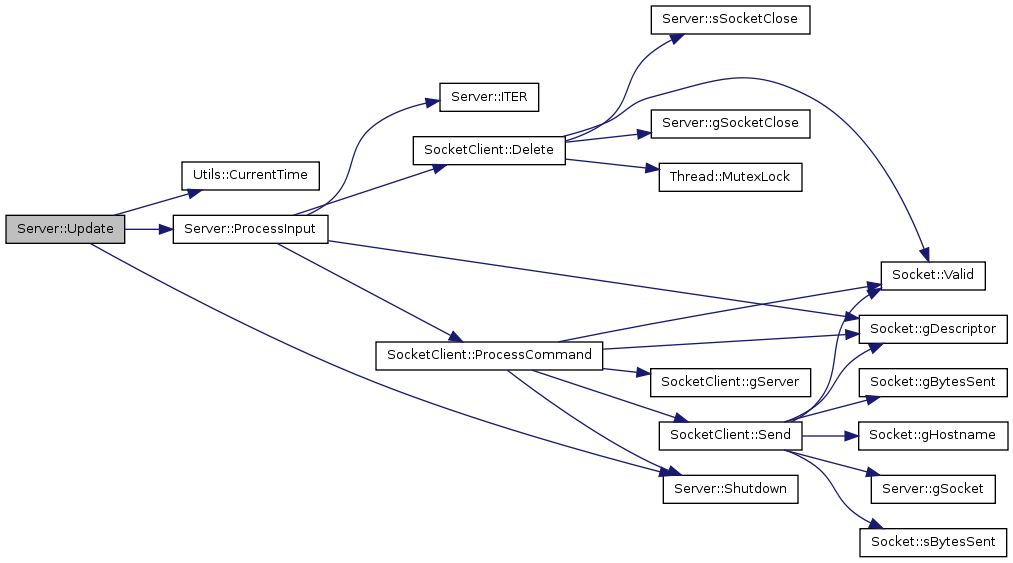 Server::sSocketClose
Server::ITER
Server::gSocketClose
SocketClient::Delete
Utils::CurrentTime
Thread::MutexLock
Server::Update
Server::ProcessInput
Socket::Valid
Socket::gDescriptor
SocketClient::ProcessCommand
SocketClient::gServer
Socket::gBytesSent
SocketClient::Send
Socket::gHostname
Server::Shutdown
Server::gSocket
Socket::sBytesSent